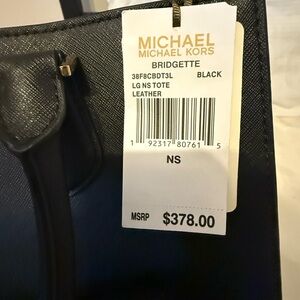 MICHAEL
MICHAEL KORS
BRIDGETTE
38F8CBDT3L BLACK
LG NS TOTE
LEATHER
1 92317 80761 5
NS
MSRP $378.00